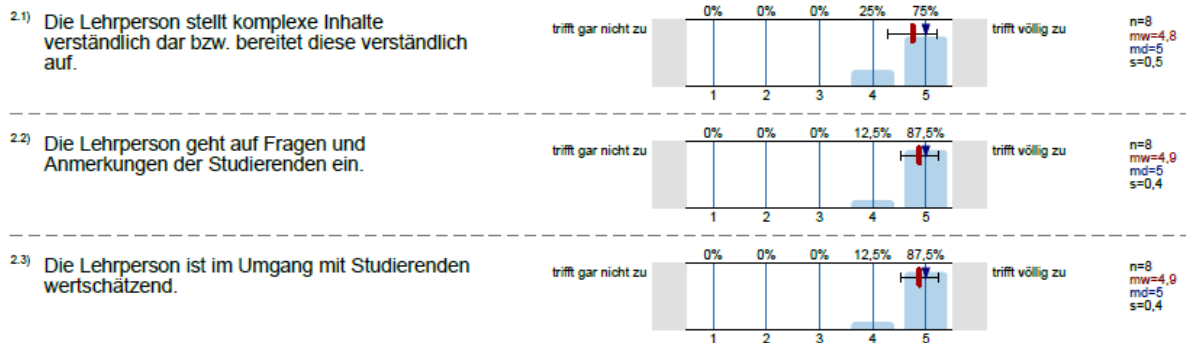 2.1) Die Lehrperson stellt komplexe Inhalte
verständlich dar bzw. bereitet diese verständlich
auf.
trifft gar nicht zu
0% 0% 0% 25% 75%
1 2 3 4 5
trifft völlig zu
n=8
mw=4,8
md=5
s=0,5
2.2) Die Lehrperson geht auf Fragen und
Anmerkungen der Studierenden ein.
trifft gar nicht zu
0% 0% 0% 12,5% 87,5%
1 2 3 4 5
trifft völlig zu
n=8
mw=4,9
md=5
s=0,4
2.3) Die Lehrperson ist im Umgang mit Studierenden
wertschätzend.
trifft gar nicht zu
0% 0% 0% 12,5% 87,5%
1 2 3 4 5
trifft völlig zu
n=8
mw=4,9
md=5
s=0,4